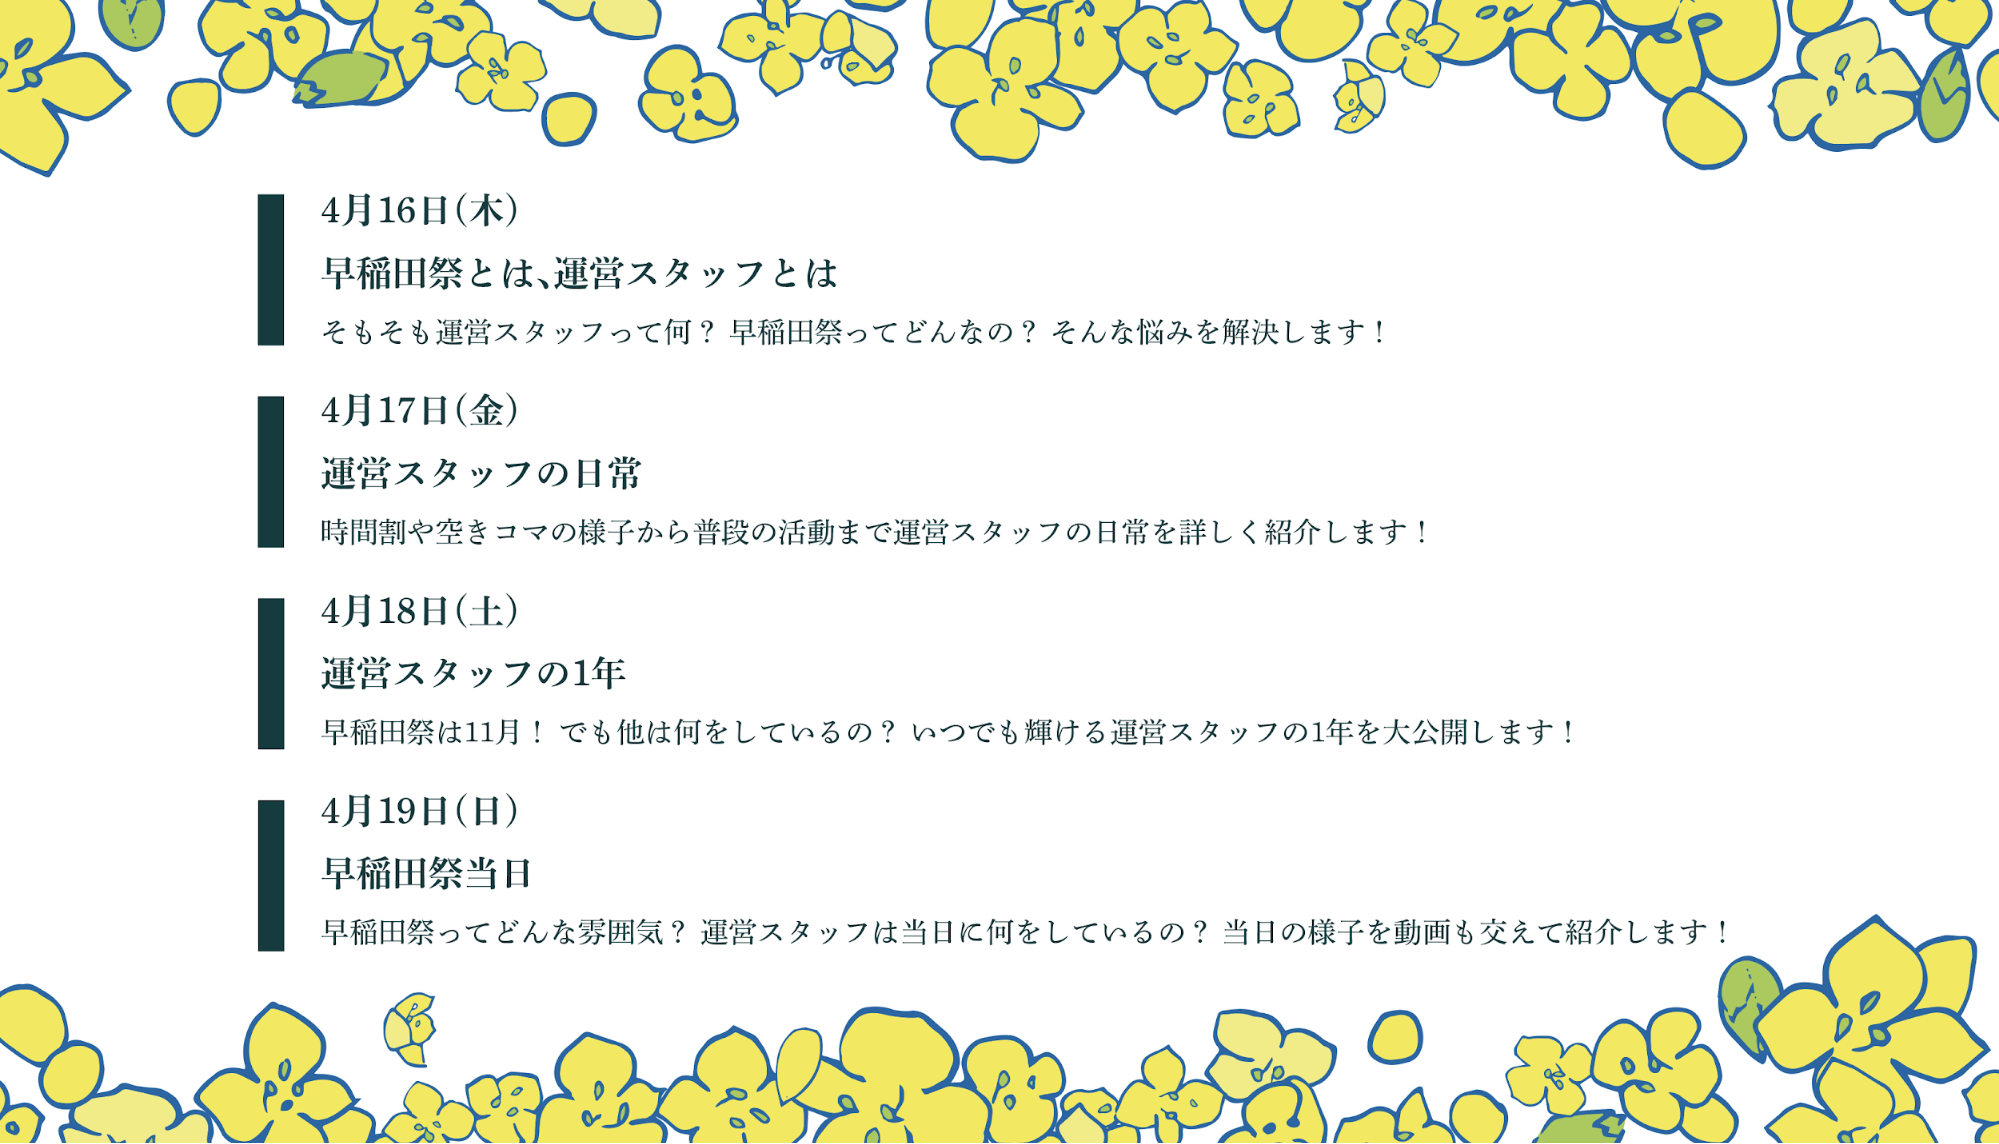 4月16日(木)
早稲田祭とは、運営スタッフとは
そもそも運営スタッフって何？ 早稲田祭ってどんなの？ そんな悩みを解決します！
4月17日(金)
運営スタッフの日常
時間割や空きコマの様子から普段の活動まで運営スタッフの日常を詳しく紹介します！
4月18日(土)
運営スタッフの1年
早稲田祭は11月！ でも他は何をしているの？ いつでも輝ける運営スタッフの1年を大公開します！
4月19日(日)
早稲田祭当日
早稲田祭ってどんな雰囲気？ 運営スタッフは当日に何をしているの？ 当日の様子を動画も交えて紹介します！